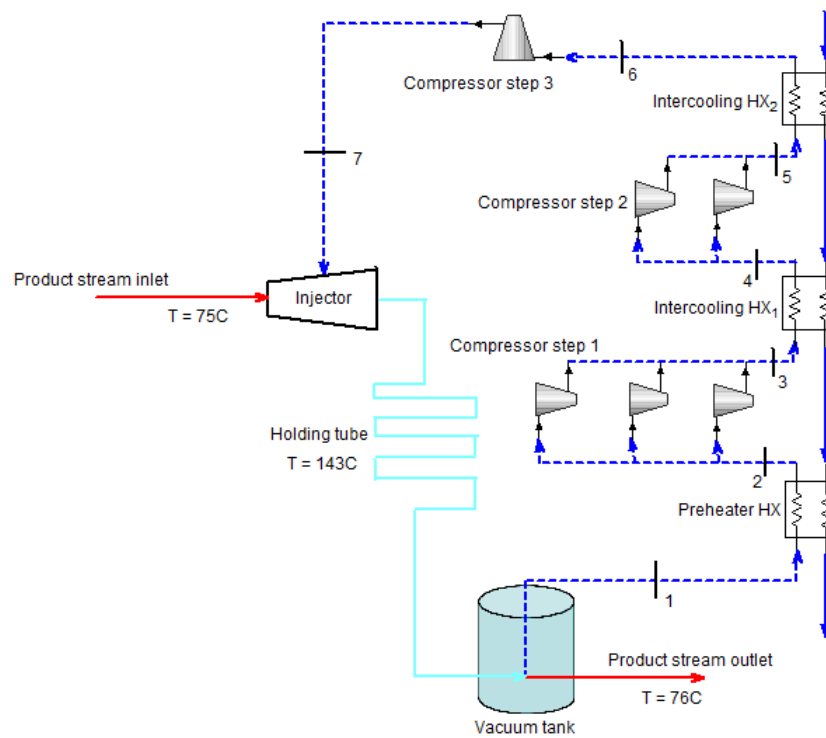 6
Compressor step 3
Intercooling HX2
7
5
Compressor step 2
4
Product stream inlet
Injector
T = 75C
Intercooling HX1
Compressor step 1
3
Holding tube
T = 143C
2
Preheater HX
1
Product stream outlet
T = 76C
Vacuum tank